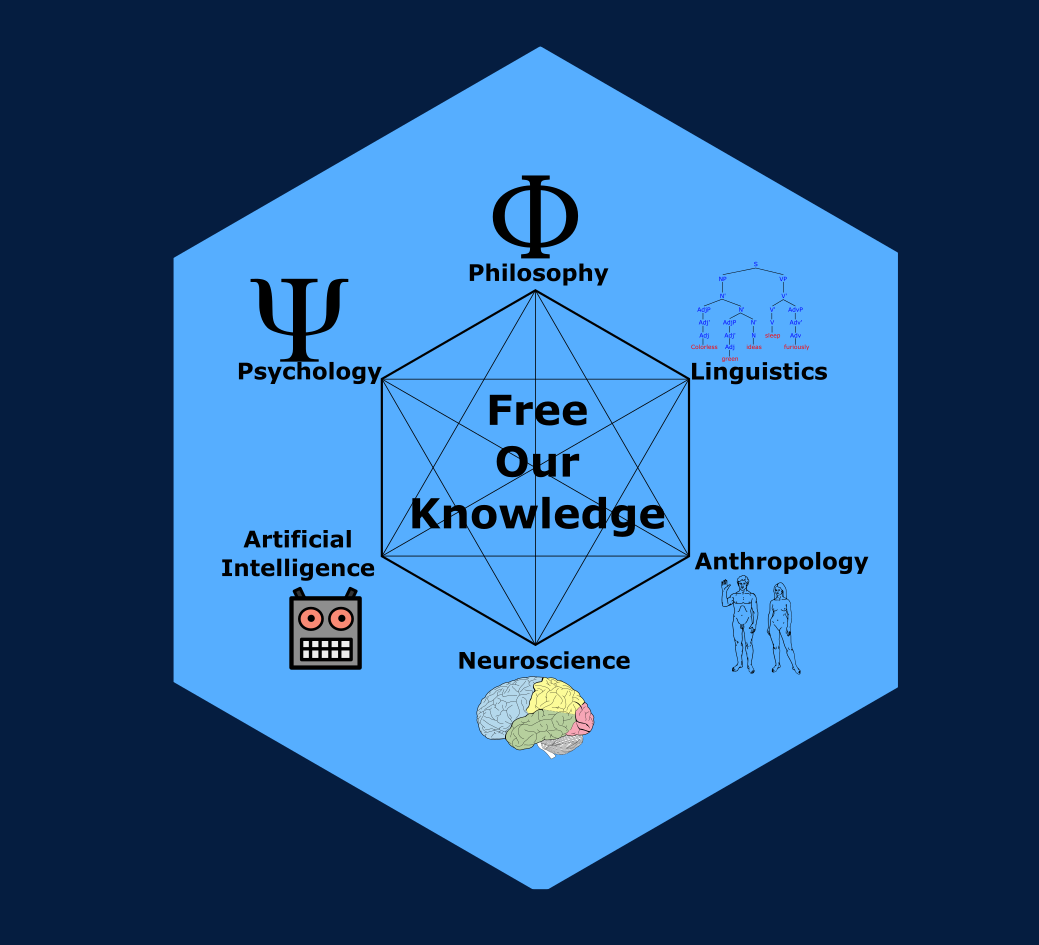 Φ
Philosophy
Ψ
Psychology
S
NP VP
N' V'
AdjP N' V' AdvP
Adj' AdjP N' V Adv'
Adj Adj' N sleep Adv
Colorless Adj ideas furiously
green
Linguistics
Free
Our
Knowledge
Artificial
Intelligence
Anthropology
Neuroscience